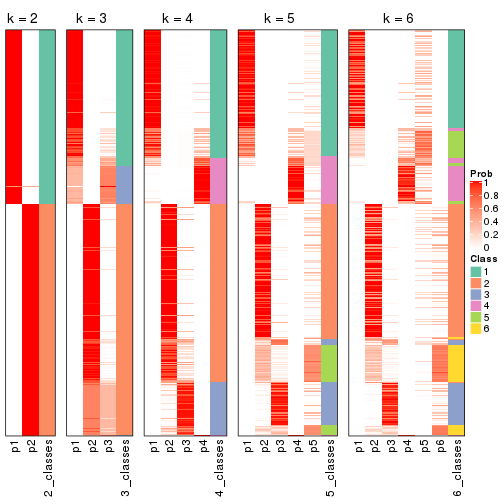 k = 2
k = 3
k = 4
k = 5
k = 6
Prob
1
0.8
0.6
0.4
0.2
0
Class
1
2
3
4
5
6
p1
p2
2_classes
p1
p2
p3
3_classes
p1
p2
p3
p4
4_classes
p1
p2
p3
p4
p5
5_classes
p1
p2
p3
p4
p5
p6
6_classes